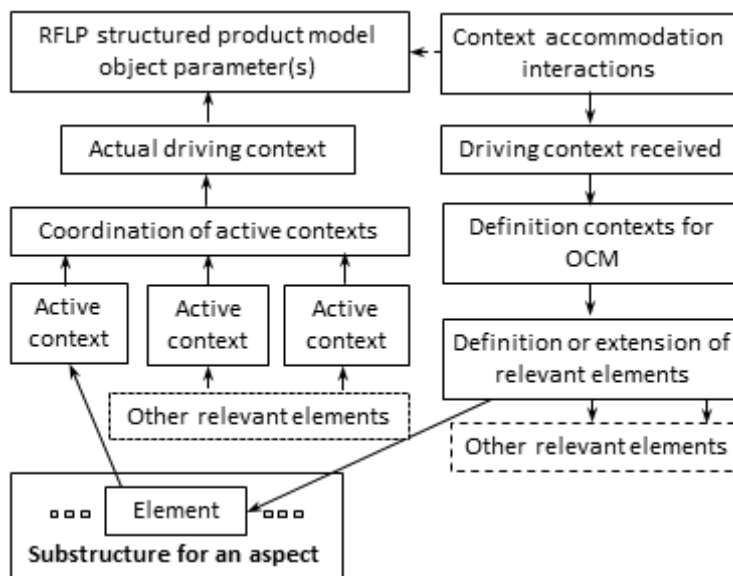 RFLP structured product model
object parameter(s)
Context accommodation
interactions
Actual driving context
Driving context received
Coordination of active contexts
Definition contexts for
OCM
Active
context
Active
context
Active
context
Definition or extension of
relevant elements
Other relevant elements
Other relevant elements
Element
Substructure for an aspect